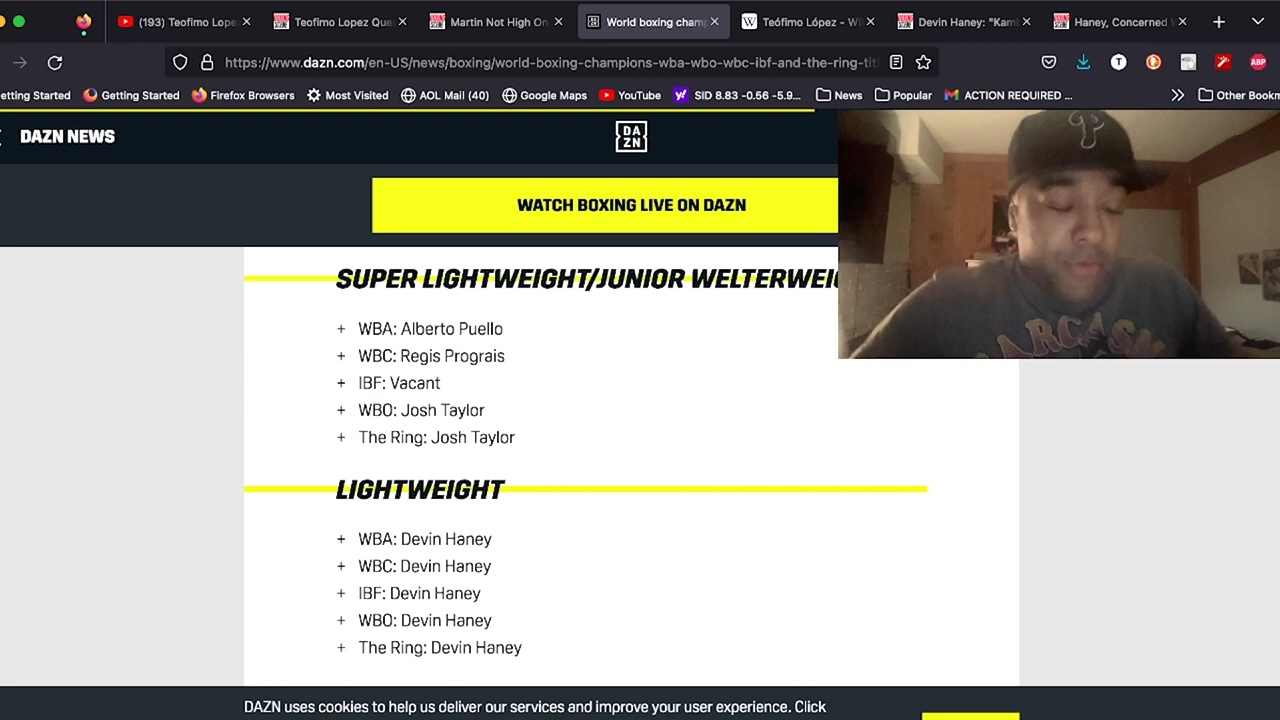 (193) Teofimo Lope
Teofimo Lopez Que
Martin Not High On
World boxing cham
Teófimo López - Wi
Devin Haney: "Kam
Haney, Concerned
https://www.dazn.com/en-US/news/boxing/world-boxing-champions-wba-wbo-wbc-ibf-and-the-ring-titl
T
ABP
etting Started
Getting Started
Firefox Browsers
Most Visited
AOL Mail (40)
Google Maps
YouTube
SID 8.83 -0.56 -5.9...
News
Popular
ACTION REQUIRED ...
Other Bookm
DAZN NEWS
DA
ZN
WATCH BOXING LIVE ON DAZN
SUPER LIGHTWEIGHT/JUNIOR WELTERWEIG
+ WBA: Alberto Puello
+ WBC: Regis Prograis
+ IBF: Vacant
+ WBO: Josh Taylor
+ The Ring: Josh Taylor
LIGHTWEIGHT
+ WBA: Devin Haney
+ WBC: Devin Haney
+ IBF: Devin Haney
+ WBO: Devin Haney
+ The Ring: Devin Haney
DAZN uses cookies to help us deliver our services and improve your user experience. Click